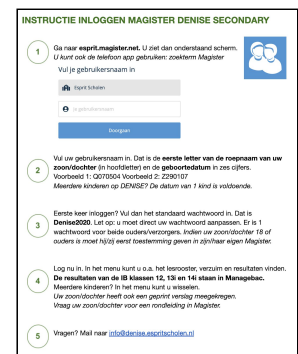 INSTRUCTIE INLOGGEN MAGISTER DENISE SECONDARY
1
Ga naar esprit.magister.net. U ziet dan onderstaand scherm.
U kunt ook de telefoon app gebruiken: zoekterm Magister
Vul je gebruikersnaam in
Esprit Scholen
je gebruikersnaam
Doorgaan
2
Vul uw gebruikersnaam in. Dat is de eerste letter van de roepnaam van uw
zoon/dochter (in hoofdletter) en de geboortedatum in zes cijfers.
Voorbeeld 1: Q070504 Voorbeeld 2: Z290107
Meerdere kinderen op DENISE? De datum van 1 kind is voldoende.
3
Eerste keer inloggen? Vul dan het standard wachtwoord in. Dat is
Denise2020. Let op: u moet direct uw wachtwoord aanpassen. Er is 1
wachtwoord voor beide ouders/verzorgers. Indien uw zoon/dochter 18 of
ouders is moet hij/zij eerst toestemming geven in zijn/haar eigen Magister.
4
Log nu in. In het menu kunt u o.a. het lesrooster, verzuim en resultaten vinden.
De resultaten van de IB klassen 12, 13i en 14i staan in Managebac.
Meerdere kinderen? In het menu kunt u wisselen.
Uw zoon/dochter heeft ook een geprint verslag meegekregen.
Vraag uw zoon/dochter voor een rondleiding in Magister.
5
Vragen? Mail naar info@denise.espritscholen.nl